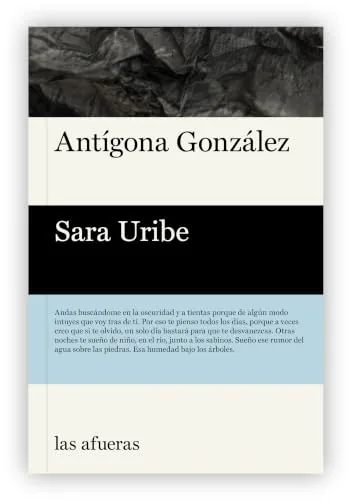 Antígona González
Sara Uribe
Andas buscándome en la oscuridad y a tientas porque de algún modo
intuyes que voy tras de ti. Por eso te pienso todos los días, porque a veces
creo que si te olvido, un solo día bastará para que te desvanezcas. Otras
noches te sueño de niño, en el río, junto a los sabinos. Sueño ese rumor del
agua sobre las piedras. Esa humedad bajo los árboles.
las afueras